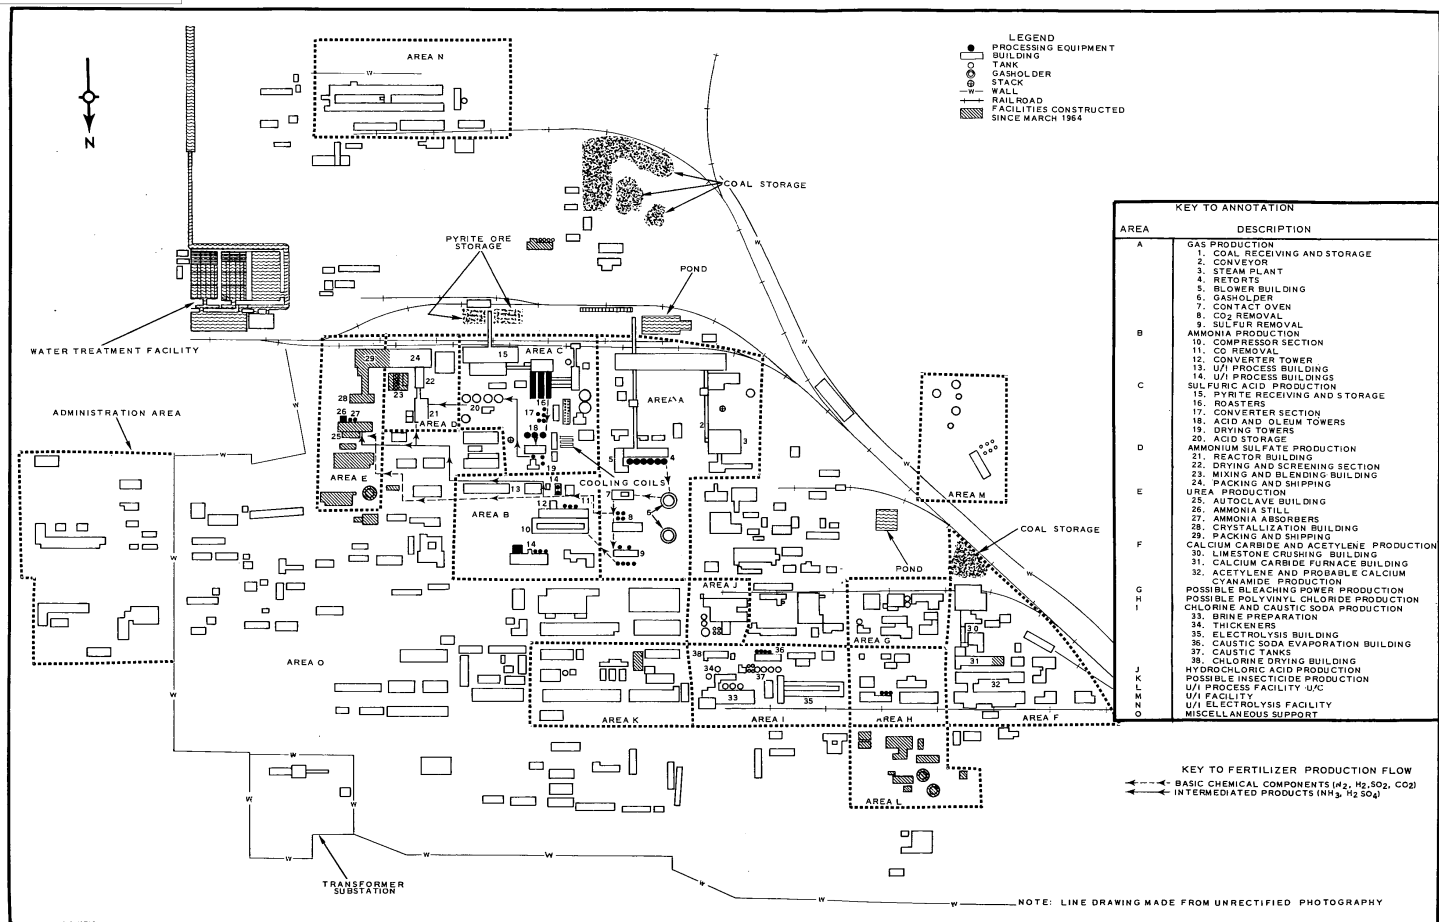 AREA N
LEGEND
PROCESSING EQUIPMENT
BUILDING
TANK
GASHOLDER
STACK
W WALL
RAILROAD
FACILITIES CONSTRUCTED
SINCE MARCH 1964
N
COAL STORAGE
PYRITE ORE
STORAGE
POND
WATER TREATMENT FACILITY
ADMINISTRATION AREA
AREA C
AREA A
AREA D
AREA E
AREA B
COOLING COILS
AREA M
COAL STORAGE
POND
AREA J
AREA G
AREA O
AREA K
AREA I
AREA H
AREA F
AREA L
TRANSFORMER
SUBSTATION
KEY TO ANNOTATION
AREA DESCRIPTION
A GAS PRODUCTION
1. COAL RECEIVING AND STORAGE
2. CONVEYOR
3. STEAM PLANT
4. RETORTS
5. BLOWER BUILDING
6. GASHOLDER
7. CONTACT OVEN
8. CO2 REMOVAL
9. SULFUR REMOVAL
B AMMONIA PRODUCTION
10. COMPRESSOR SECTION
11. CO REMOVAL
12. CONVERTER TOWER
13. U/I PROCESS BUILDING
14. U/I PROCESS BUILDINGS
C SULFURIC ACID PRODUCTION
15. PYRITE RECEIVING AND STORAGE
16. ROASTERS
17. CONVERTER SECTION
18. ACID AND OLEUM TOWERS
19. DRYING TOWERS
20. ACID STORAGE
D AMMONIUM SULFATE PRODUCTION
21. REACTOR BUILDING
22. DRYING AND SCREENING SECTION
23. MIXING AND BLENDING BUILDING
24. PACKING AND SHIPPING
E UREA PRODUCTION
25. AUTOCLAVE BUILDING
26. AMMONIA STILL
27. AMMONIA ABSORBERS
28. CRYSTALLIZATION BUILDING
29. PACKING AND SHIPPING
F CALCIUM CARBIDE AND ACETYLENE PRODUCTION
30. LIMESTONE CRUSHING BUILDING
31. CALCIUM CARBIDE FURNACE BUILDING
32. ACETYLENE AND PROBABLE CALCIUM
CYANAMIDE PRODUCTION
G POSSIBLE BLEACHING POWER PRODUCTION
H POSSIBLE POLYVINYL CHLORIDE PRODUCTION
I CHLORINE AND CAUSTIC SODA PRODUCTION
33. BRINE PREPARATION
34. THICKENERS
35. ELECTROLYSIS BUILDING
36. CAUSTIC SODA EVAPORATION BUILDING
37. CAUSTIC TANKS
38. CHLORINE DRYING BUILDING
J HYDROCHLORIC ACID PRODUCTION
K POSSIBLE INSECTICIDE PRODUCTION
L U/I PROCESS FACILITY U/C
M U/I FACILITY
N U/I ELECTROLYSIS FACILITY
O MISCELLANEOUS SUPPORT
KEY TO FERTILIZER PRODUCTION FLOW
BASIC CHEMICAL COMPONENTS (N2, H2, SO2, CO2)
INTERMEDIATED PRODUCTS (NH3, H2SO4)
NOTE: LINE DRAWING MADE FROM UNRECTIFIED PHOTOGRAPHY